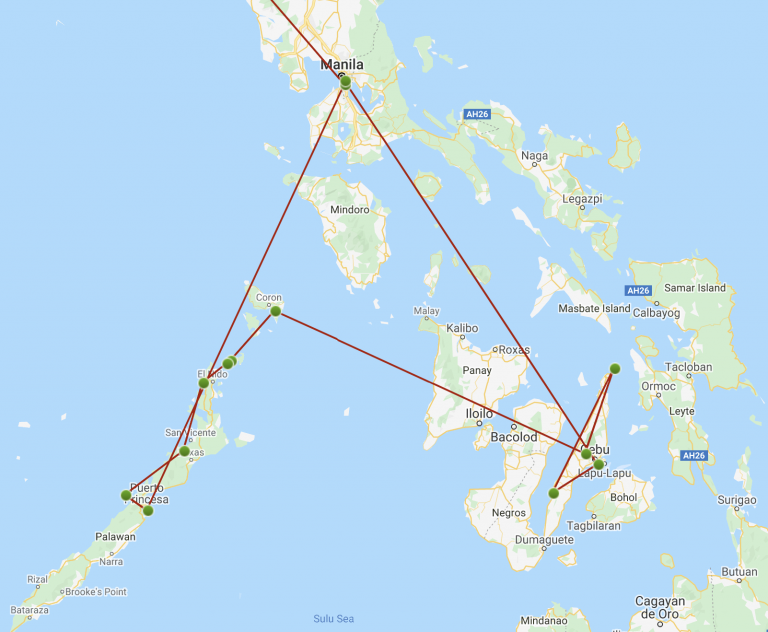 Manila
AH26
Naga
Legazpi
Mindoro
Samar Island
AH26
Masbate Island
Calbayog
Coron
Malay
Kalibo
Roxas
Panay
Tacloban
Ormoc
El Nido
Iloilo
Leyte
Bacolod
San Vicente
Cebu
AH26
xas
Lapu-Lapu
Puerto
Princesa
Bohol
Surigao
Negros
Tagbilaran
Palawan
Dumaguete
Narra
Butuan
Rizal
Brooke's Point
Cagayan
de Oro
Bataraza
Sulu Sea
Mindanao